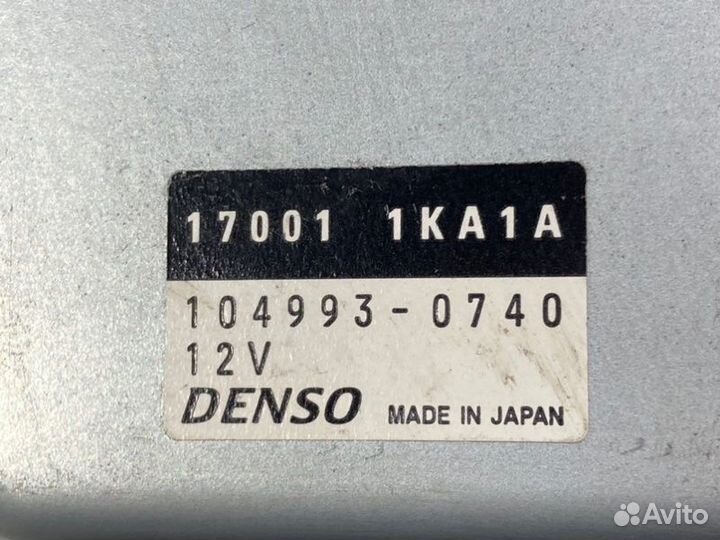 17001 1KA1A
104993-0740
12V
DENSO MADE IN JAPAN
Avito